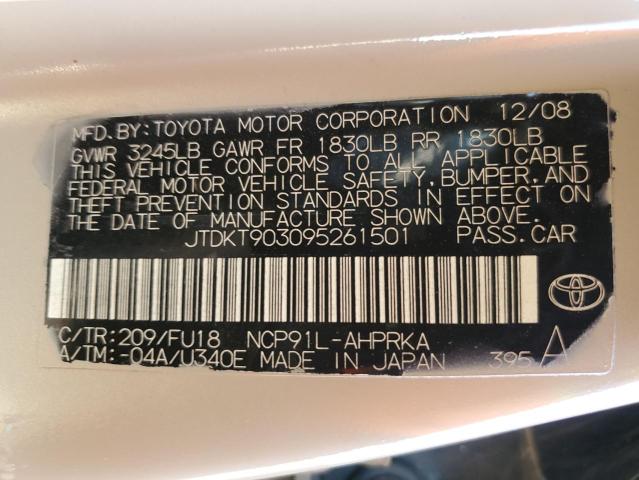 MFD. BY: TOYOTA MOTOR CORPORATION 12/08
GVWR 3245LB GAWR FR 1830LB RR 1830LB
THIS VEHICLE CONFORMS TO ALL APPLICABLE
FEDERAL MOTOR VEHICLE SAFETY, BUMPER, AND
THEFT PREVENTION STANDARDS IN EFFECT ON
THE DATE OF MANUFACTURE SHOWN ABOVE.
JTDKT903095261501 PASS. CAR
C/TR: 209/FU18 NCP91L-AHPRKA
A/TM: -04A/U340E MADE IN JAPAN 395 A